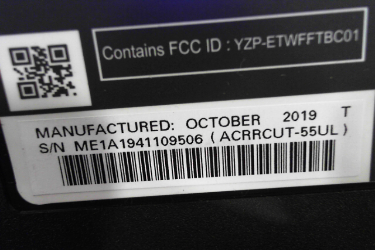 Contains FCC ID : YZP-ETWFFTBC01
MANUFACTURED: OCTOBER 2019 T
S/N ME1A1941109506 ( ACRRCUT-55UL )